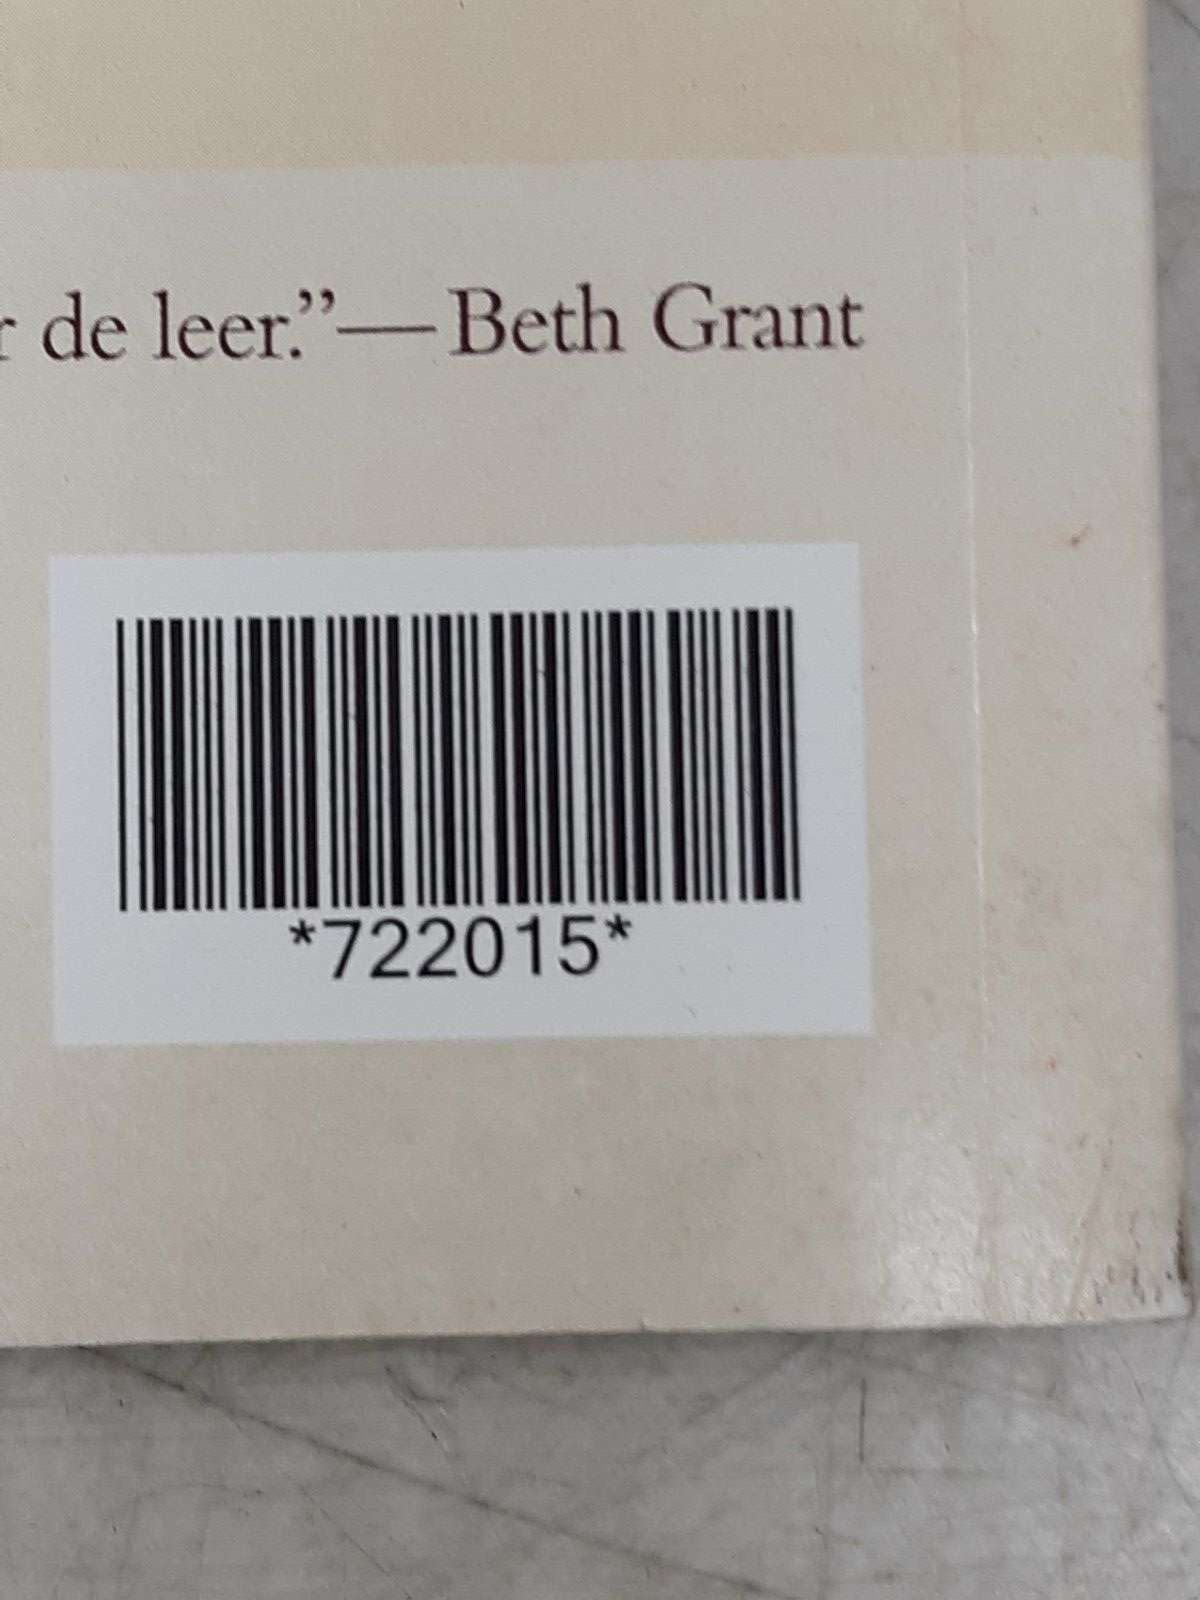 r de leer.”—Beth Grant
*722015*